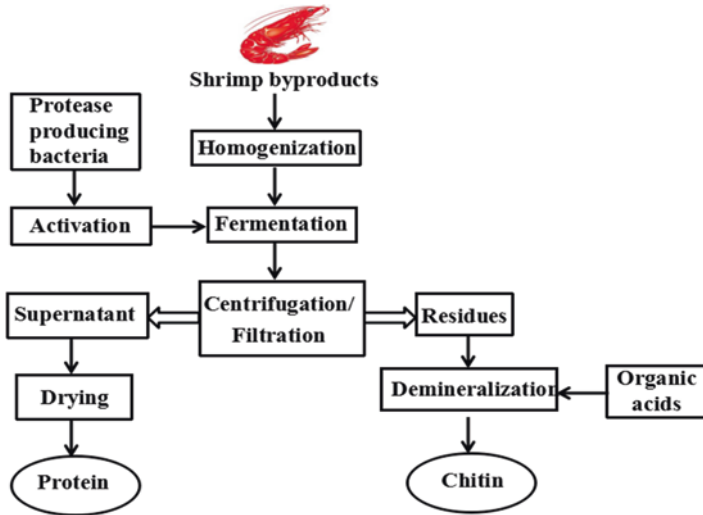 Shrimp byproducts
Protease
producing
bacteria
Homogenization
Activation
Fermentation
Supernatant
Centrifugation/
Filtration
Residues
Drying
Demineralization
Organic
acids
Protein
Chitin